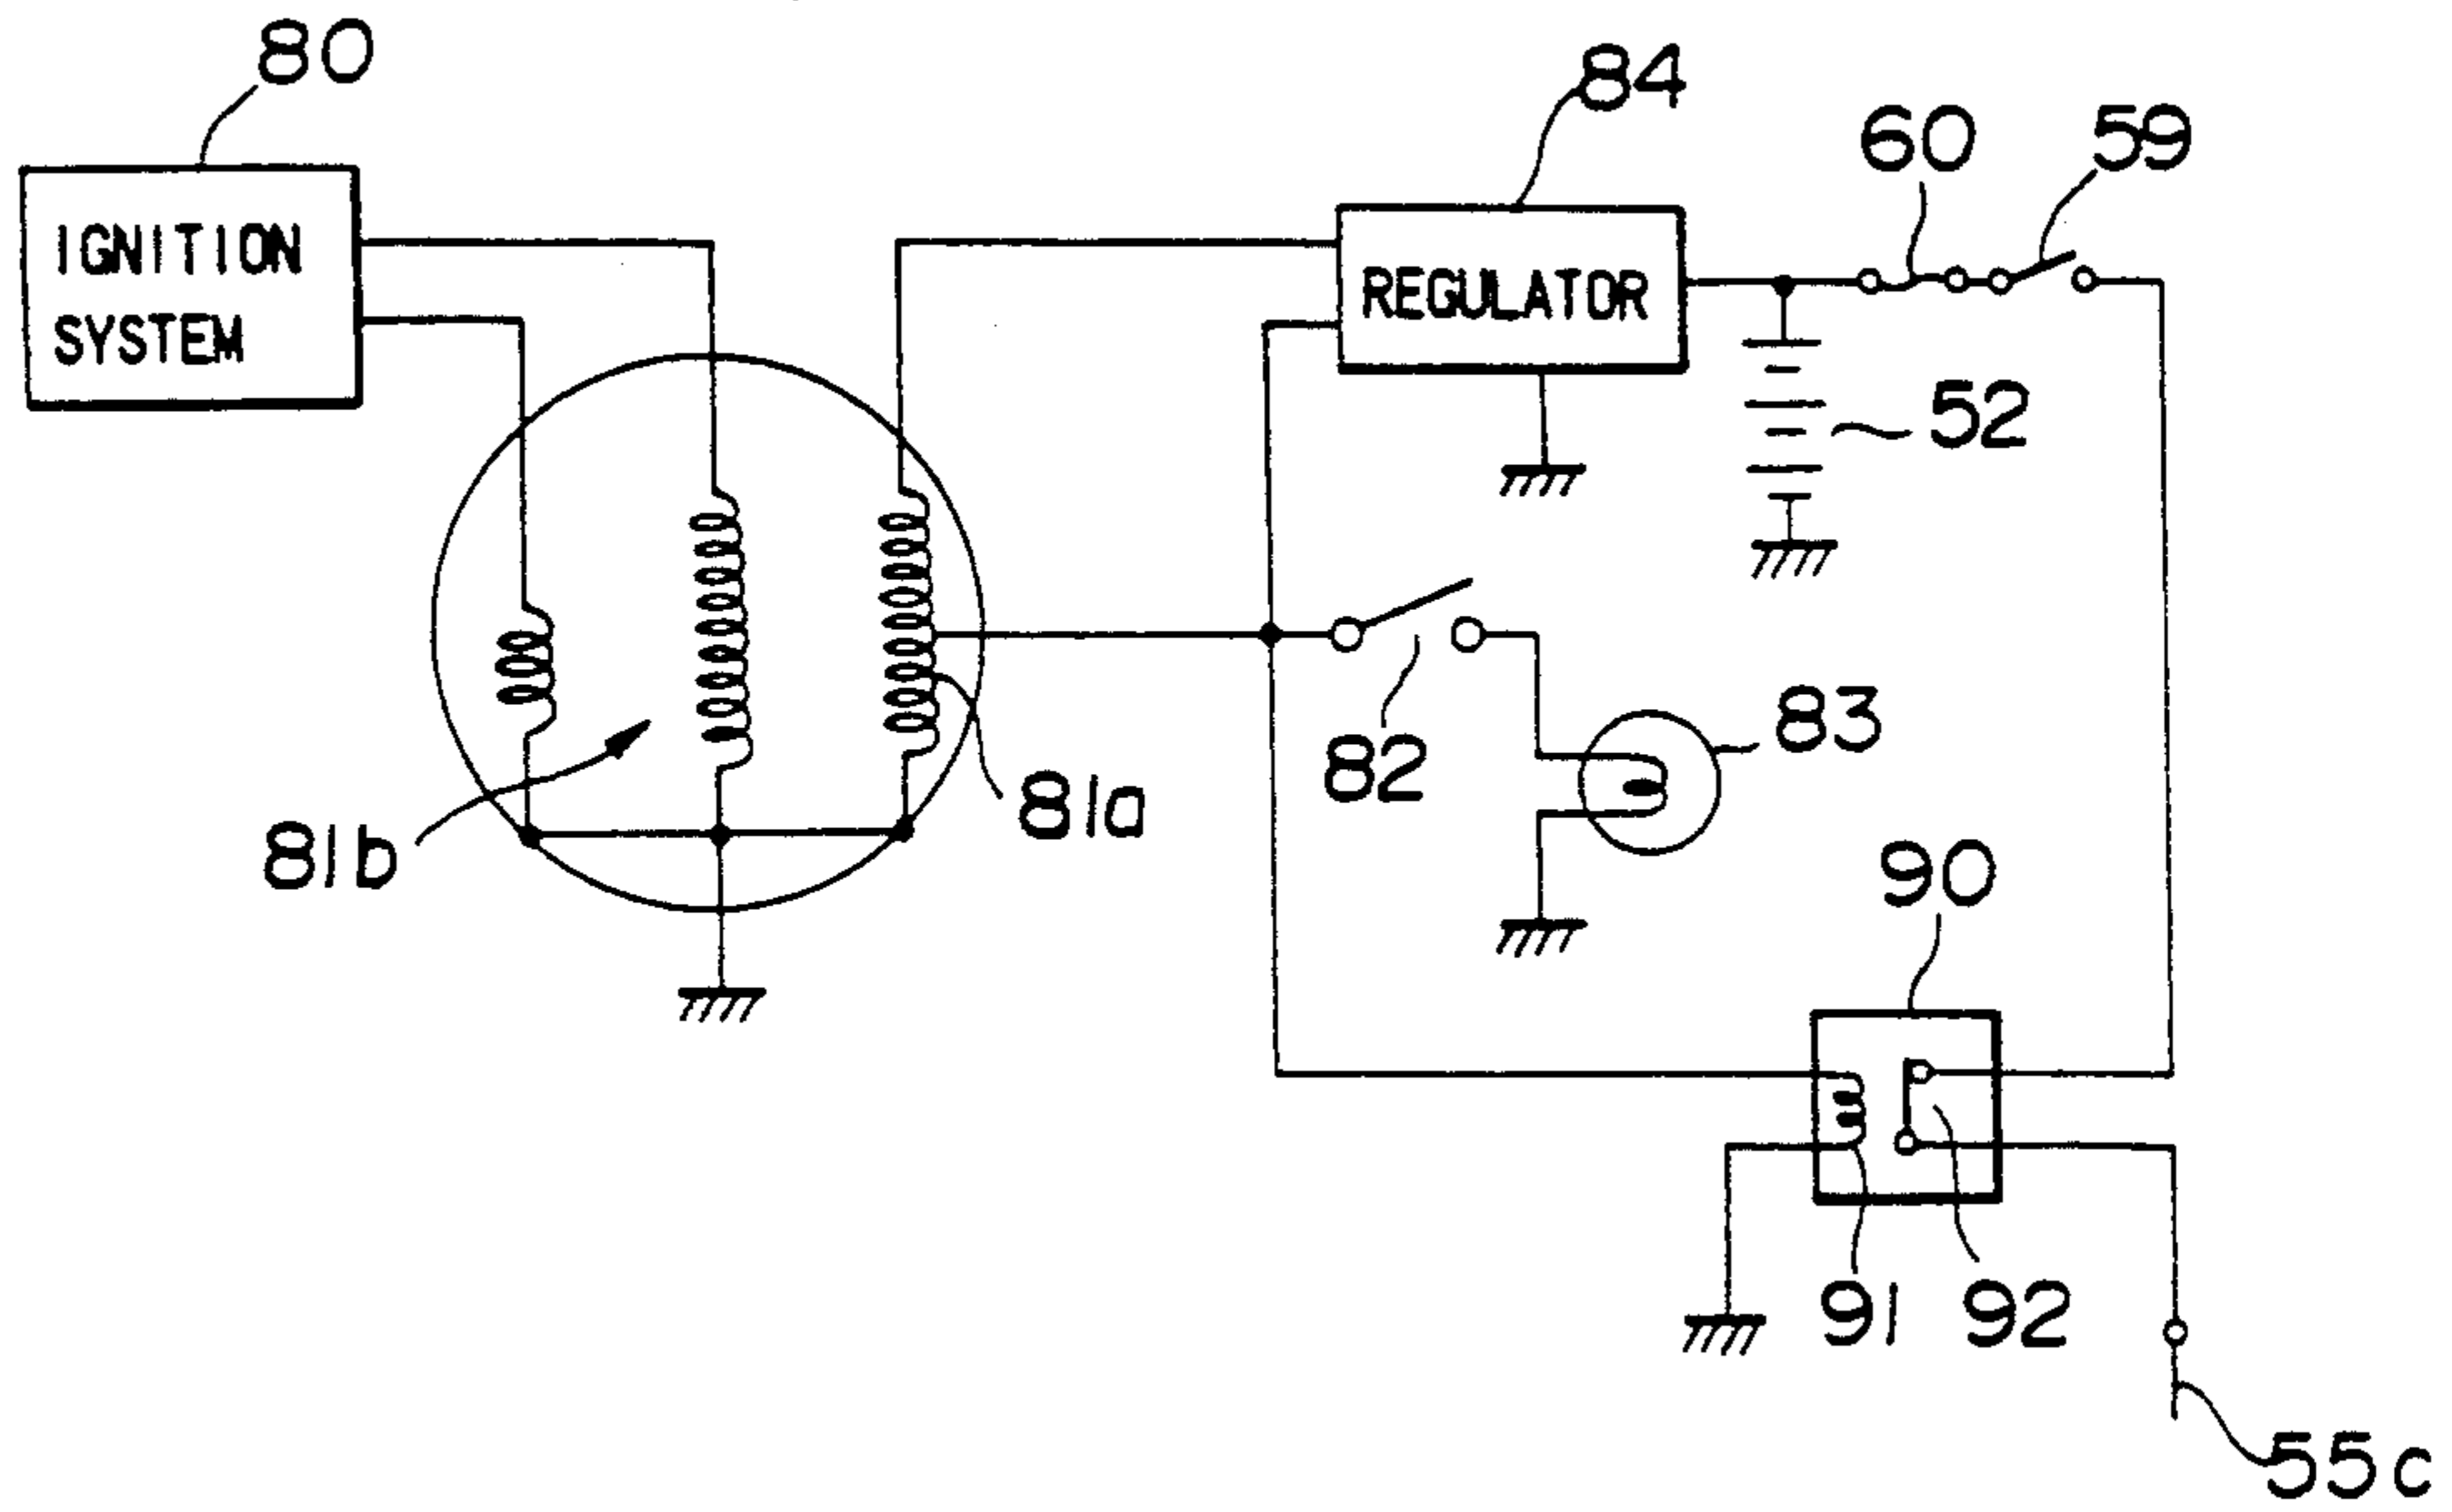 80
84
60
59
IGNITION
SYSTEM
REGULATOR
52
82
83
81a
81b
90
91
92
55c